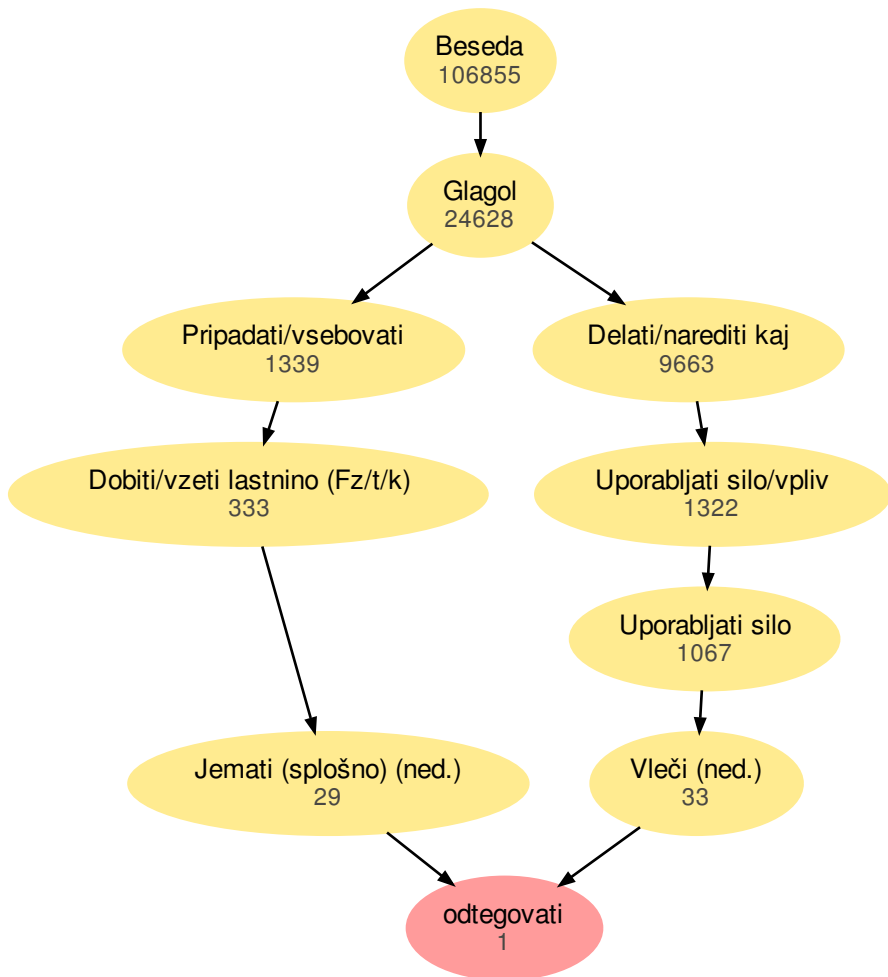 Beseda
106855
Glagol
24628
Pripadati/vsebovati
1339
Delati/narediti kaj
9663
Dobiti/vzeti lastnino (Fz/t/k)
333
Uporabljati silo/vpliv
1322
Uporabljati silo
1067
Jemati (splošno) (ned.)
29
Vleči (ned.)
33
odtegovati
1